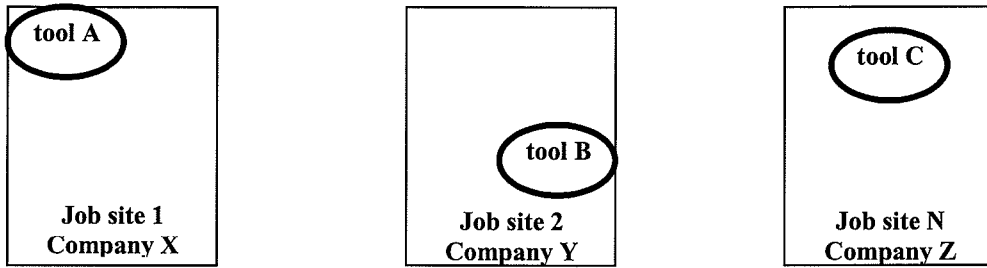 tool A
tool B
tool C
Job site 1
Company X
Job site 2
Company Y
Job site N
Company Z